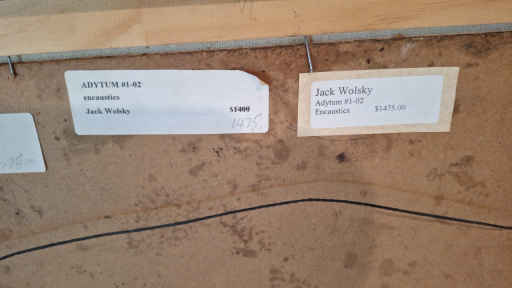 ADYTUM #1-02
encaustics
Jack Wolsky $1400
1475
Jack Wolsky
Adytum #1-02
Encaustics $1475.00